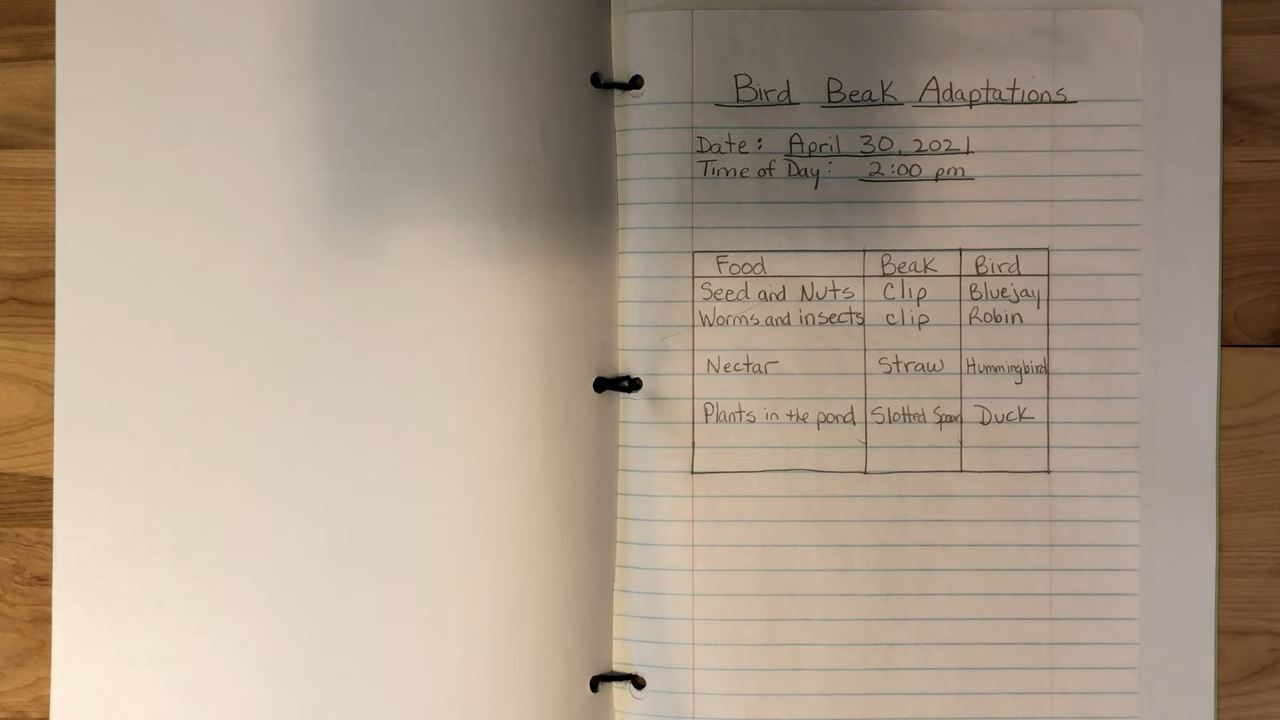 Bird Beak Adaptations
Date: April 30, 2021
Time of Day: 2:00 pm
Food Beak Bird
Seed and Nuts Clip Bluejay
Worms and insects clip Robin
Nectar Straw Hummingbird
Plants in the pond Slotted Spoon Duck